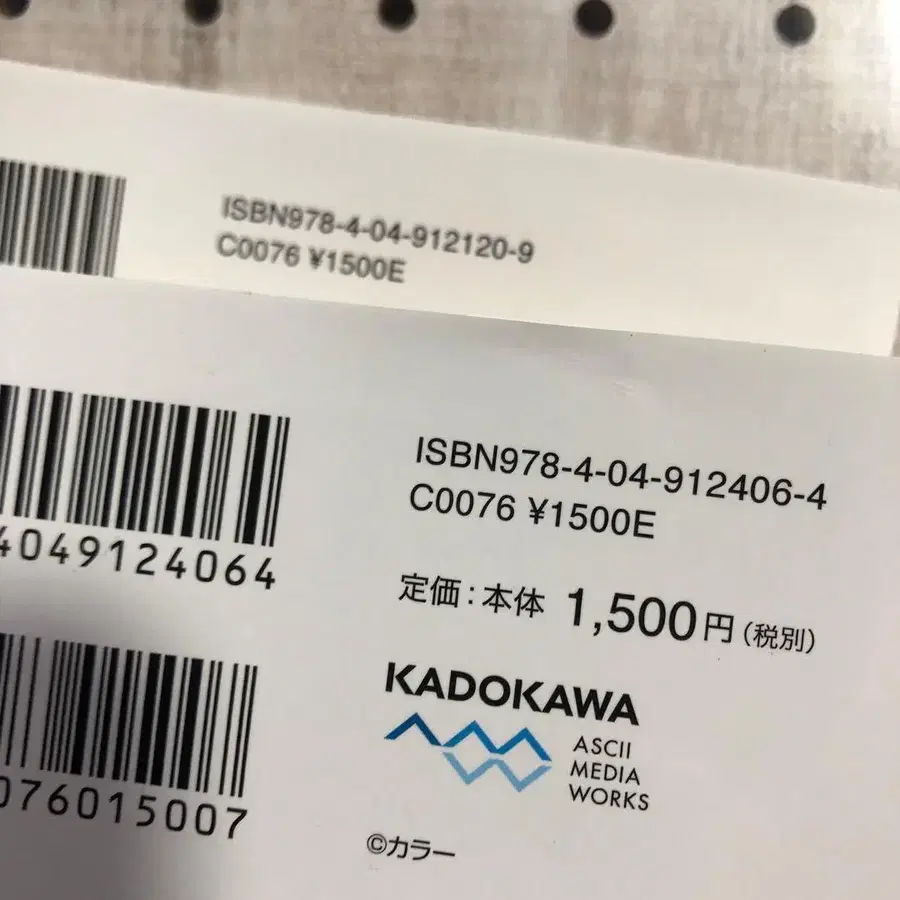 ISBN978-4-04-912120-9
C0076 ¥1500E
ISBN978-4-04-912406-4
C0076 ¥1500E
4049124064
定価:本体 1,500円(税別)
076015007
KADOKAWA
ASCII
MEDIA
WORKS
©カラー